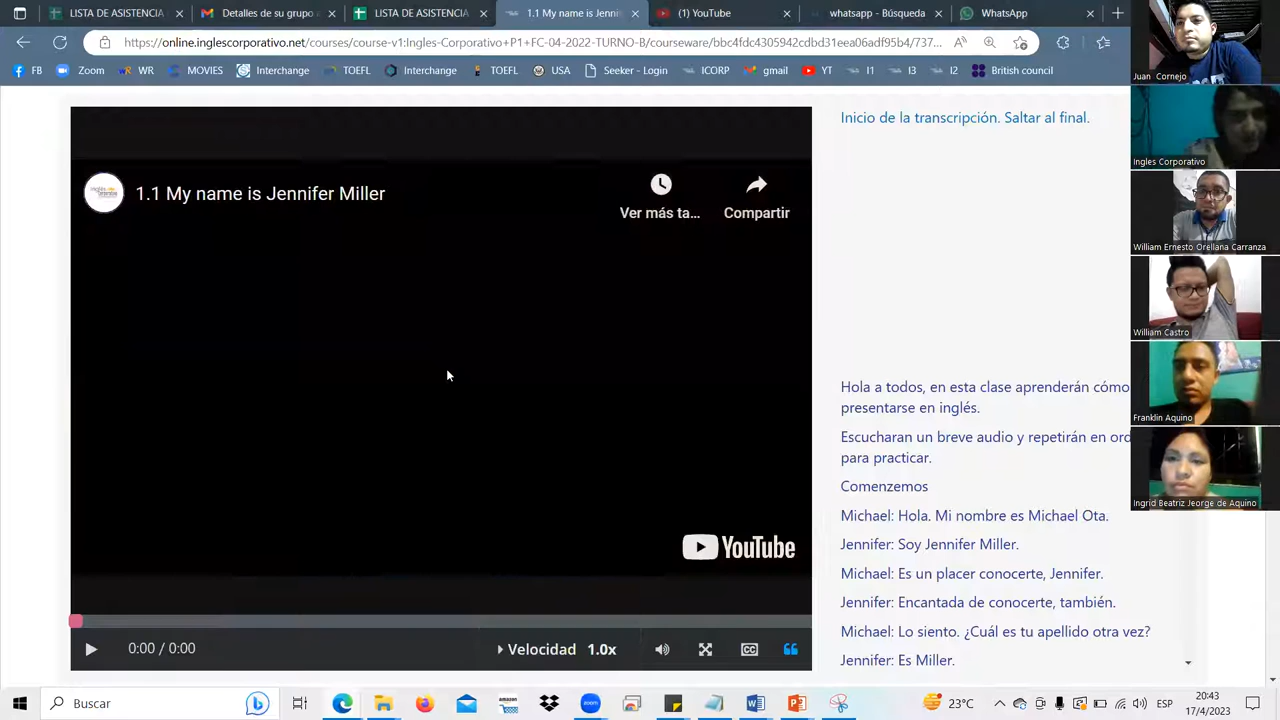 LISTA DE ASISTENCIA
Detalles de su grupo
LISTA DE ASISTENCIA
1.1 My name is Jennif
https://online.inglescorporativo.net/courses/course-v1:Ingles-Corporativo+P1-22-04-2022-TURNO-B/courseware/bbc4fdc430592cdbd31eea06adf95b4/737...
FB
Zoom
WR
MOVIES
Interchange
TOEFL
Interchange
TOEFL
USA
Seeker - Login
ICORP
gmail
YT
I1
I3
I2
British council
Juan Cornejo
Ingles Corporativo
William Ernesto Orellana Carranza
William Castro
Franklin Aquino
Ingrid Beatriz Jeorge de Aquino
1.1 My name is Jennifer Miller
Ver más ta...
Compartir
YouTube
0:00 / 0:00
Velocidad 1.0x
Inicio de la transcripción. Saltar al final.
Hola a todos, en esta clase aprenderán cómo
presentarse en inglés.
Escucharan un breve audio y repetirán en ord
para practicar.
Comenzemos
Michael: Hola. Mi nombre es Michael Ota.
Jennifer: Soy Jennifer Miller.
Michael: Es un placer conocerte, Jennifer.
Jennifer: Encantada de conocerte, también.
Michael: Lo siento. ¿Cuál es tu apellido otra vez?
Jennifer: Es Miller.
Buscar
23°C
ESP
20:43
17/4/2023